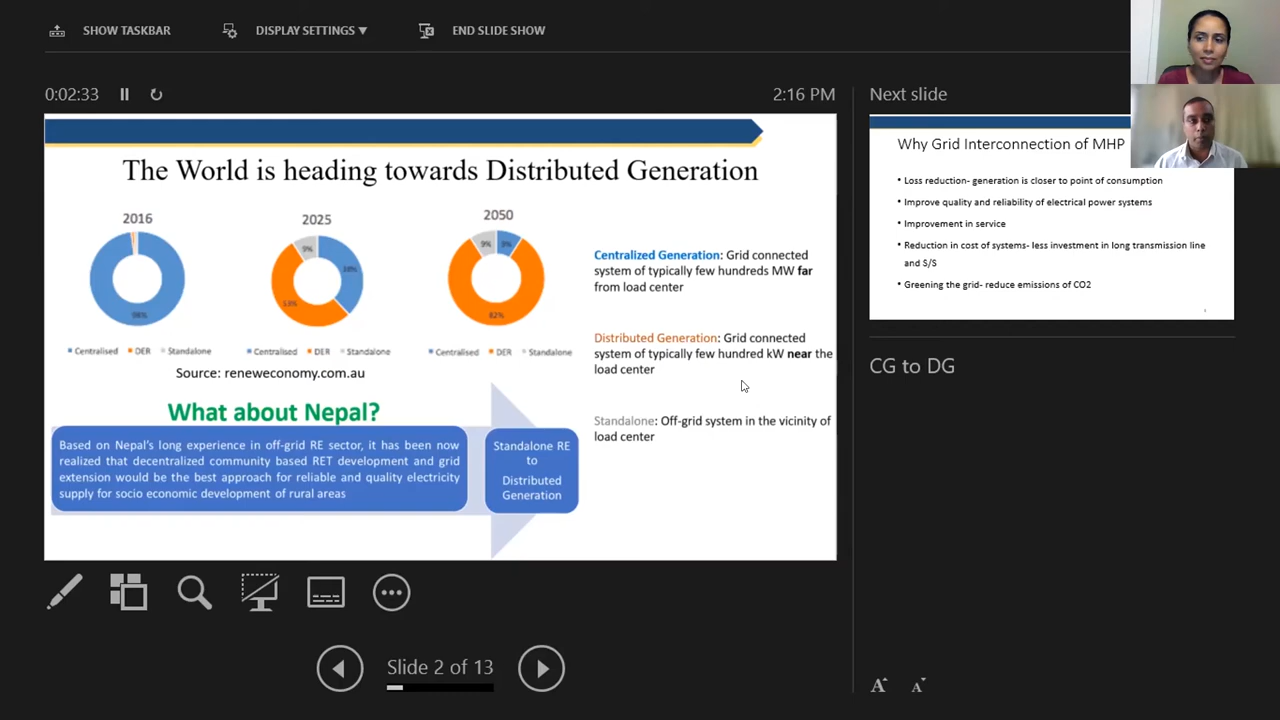 SHOW TASKBAR
DISPLAY SETTINGS ▼
END SLIDE SHOW
0:02:33
2:16 PM
The World is heading towards Distributed Generation
2016
98%
Centralised DER Standalone
2025
9%
38%
53%
Centralised DER Standalone
2050
9%
9%
82%
Centralised DER Standalone
Source: reneweconomy.com.au
Centralized Generation: Grid connected
system of typically few hundreds MW far
from load center
Distributed Generation: Grid connected
system of typically few hundred kW near the
load center
Standalone: Off-grid system in the vicinity of
load center
What about Nepal?
Based on Nepal's long experience in off-grid RE sector, it has been now
realized that decentralized community based RET development and grid
extension would be the best approach for reliable and quality electricity
supply for socio economic development of rural areas
Standalone RE
to
Distributed
Generation
Slide 2 of 13
Next slide
Why Grid Interconnection of MHP
• Loss reduction- generation is closer to point of consumption
• Improve quality and reliability of electrical power systems
• Improvement in service
• Reduction in cost of systems- less investment in long transmission line
and S/S
• Greening the grid- reduce emissions of CO2
CG to DG
A A